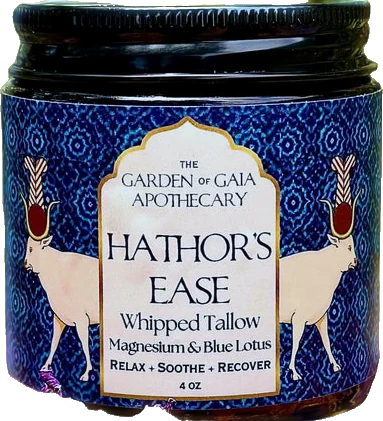 THE
GARDEN OF GAIA
APOTHECARY
HATHOR'S
EASE
Whipped Tallow
Magnesium & Blue Lotus
RELAX + SOOTHE + RECOVER
4 OZ